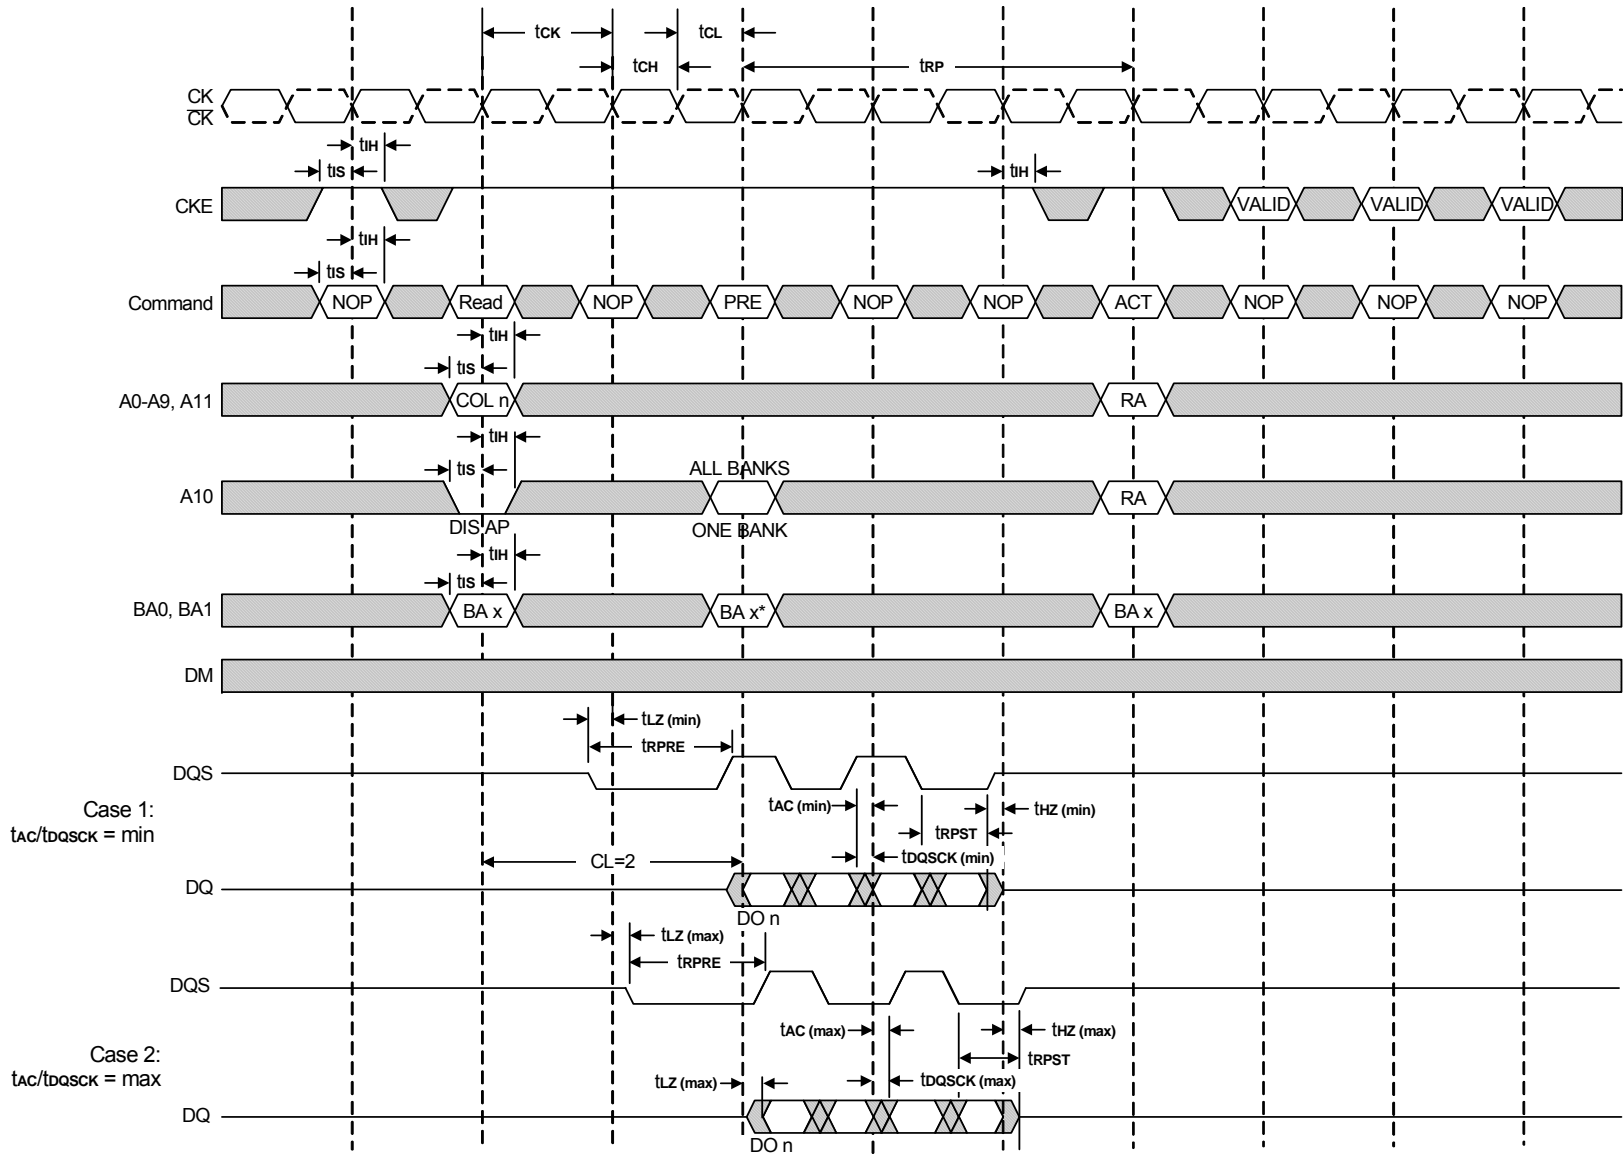 tCK
tCL
tCH
tRP
CK
CK
tIH
tIS
tIH
CKE
VALID
VALID
VALID
tIH
tIS
Command
NOP
Read
NOP
PRE
NOP
NOP
ACT
NOP
NOP
NOP
tIH
tIS
A0-A9, A11
COL n
RA
tIH
tIS
ALL BANKS
A10
RA
DIS AP
ONE BANK
tIH
tIS
BA0, BA1
BA x
BA x*
BA x
DM
tLZ (min)
tRPRE
DQS
Case 1:
tAC/tDQSCK = min
tAC (min)
tHZ (min)
tRPST
tDQSCK (min)
CL=2
DQ
DO n
tLZ (max)
tRPRE
DQS
Case 2:
tAC/tDQSCK = max
tAC (max)
tHZ (max)
tRPST
tLZ (max)
tDQSCK (max)
DQ
DO n